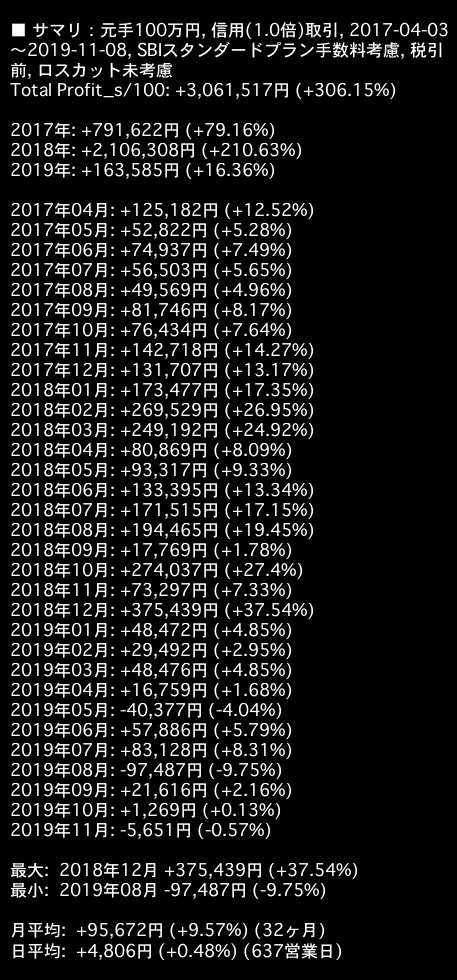 ■ サマリ：元手100万円, 信用(1.0倍)取引, 2017-04-03
～2019-11-08, SBIスタンダードプラン手数料考慮, 税引
前, ロスカット未考慮
Total Profit_s/100: +3,061,517円 (+306.15%)
2017年: +791,622円 (+79.16%)
2018年: +2,106,308円 (+210.63%)
2019年: +163,585円 (+16.36%)
2017年04月: +125,182円 (+12.52%)
2017年05月: +52,822円 (+5.28%)
2017年06月: +74,937円 (+7.49%)
2017年07月: +56,503円 (+5.65%)
2017年08月: +49,569円 (+4.96%)
2017年09月: +81,746円 (+8.17%)
2017年10月: +76,434円 (+7.64%)
2017年11月: +142,718円 (+14.27%)
2017年12月: +131,707円 (+13.17%)
2018年01月: +173,477円 (+17.35%)
2018年02月: +269,529円 (+26.95%)
2018年03月: +249,192円 (+24.92%)
2018年04月: +80,869円 (+8.09%)
2018年05月: +93,317円 (+9.33%)
2018年06月: +133,395円 (+13.34%)
2018年07月: +171,515円 (+17.15%)
2018年08月: +194,465円 (+19.45%)
2018年09月: +17,769円 (+1.78%)
2018年10月: +274,037円 (+27.4%)
2018年11月: +73,297円 (+7.33%)
2018年12月: +375,439円 (+37.54%)
2019年01月: +48,472円 (+4.85%)
2019年02月: +29,492円 (+2.95%)
2019年03月: +48,476円 (+4.85%)
2019年04月: +16,759円 (+1.68%)
2019年05月: -40,377円 (-4.04%)
2019年06月: +57,886円 (+5.79%)
2019年07月: +83,128円 (+8.31%)
2019年08月: -97,487円 (-9.75%)
2019年09月: +21,616円 (+2.16%)
2019年10月: +1,269円 (+0.13%)
2019年11月: -5,651円 (-0.57%)
最大: 2018年12月 +375,439円 (+37.54%)
最小: 2019年08月 -97,487円 (-9.75%)
月平均: +95,672円 (+9.57%) (32ヶ月)
日平均: +4,806円 (+0.48%) (637営業日)